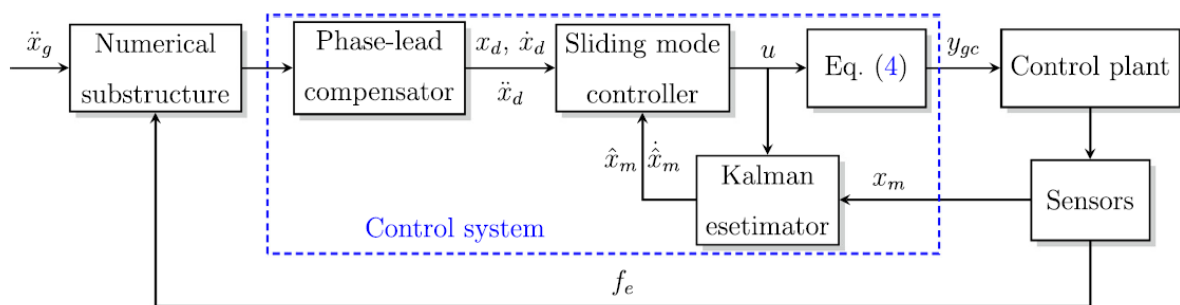 ẍ_g
Numerical
substructure
Phase-lead
compensator
x_d, ẋ_d
ẍ_d
Sliding mode
controller
u
Eq. (4)
y_gc
Control plant
x̂_m
\dot{x̂}_m
Kalman
esetimator
x_m
Sensors
Control system
f_e